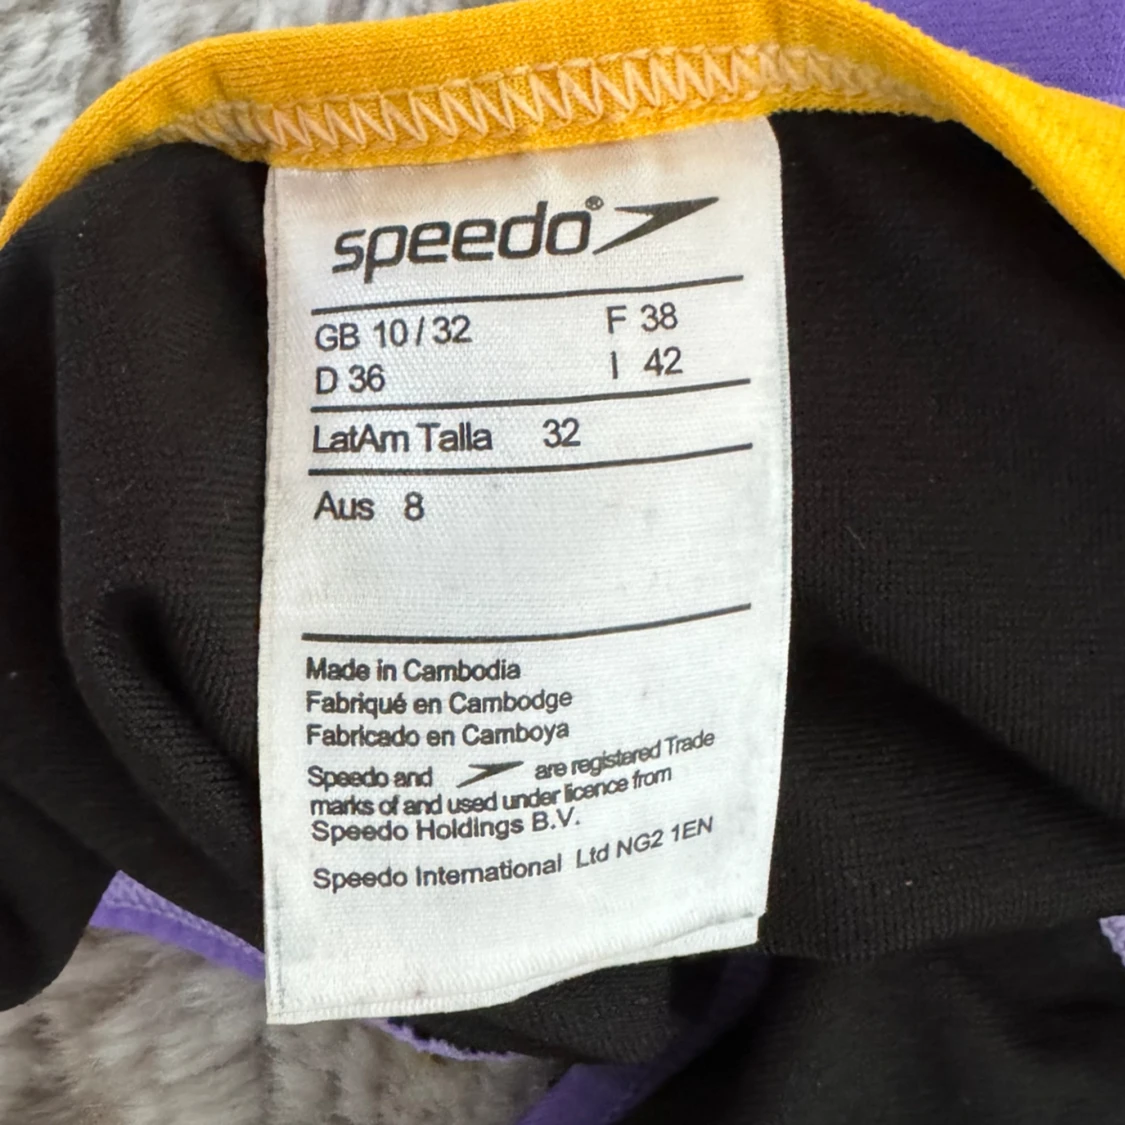 speedo®
GB 10/32 F 38
D 36 I 42
LatAm Talla 32
Aus 8
Made in Cambodia
Fabriqué en Cambodge
Fabricado en Camboya
Speedo and are registered Trade
marks of and used under licence from
Speedo Holdings B.V.
Speedo International Ltd NG2 1EN